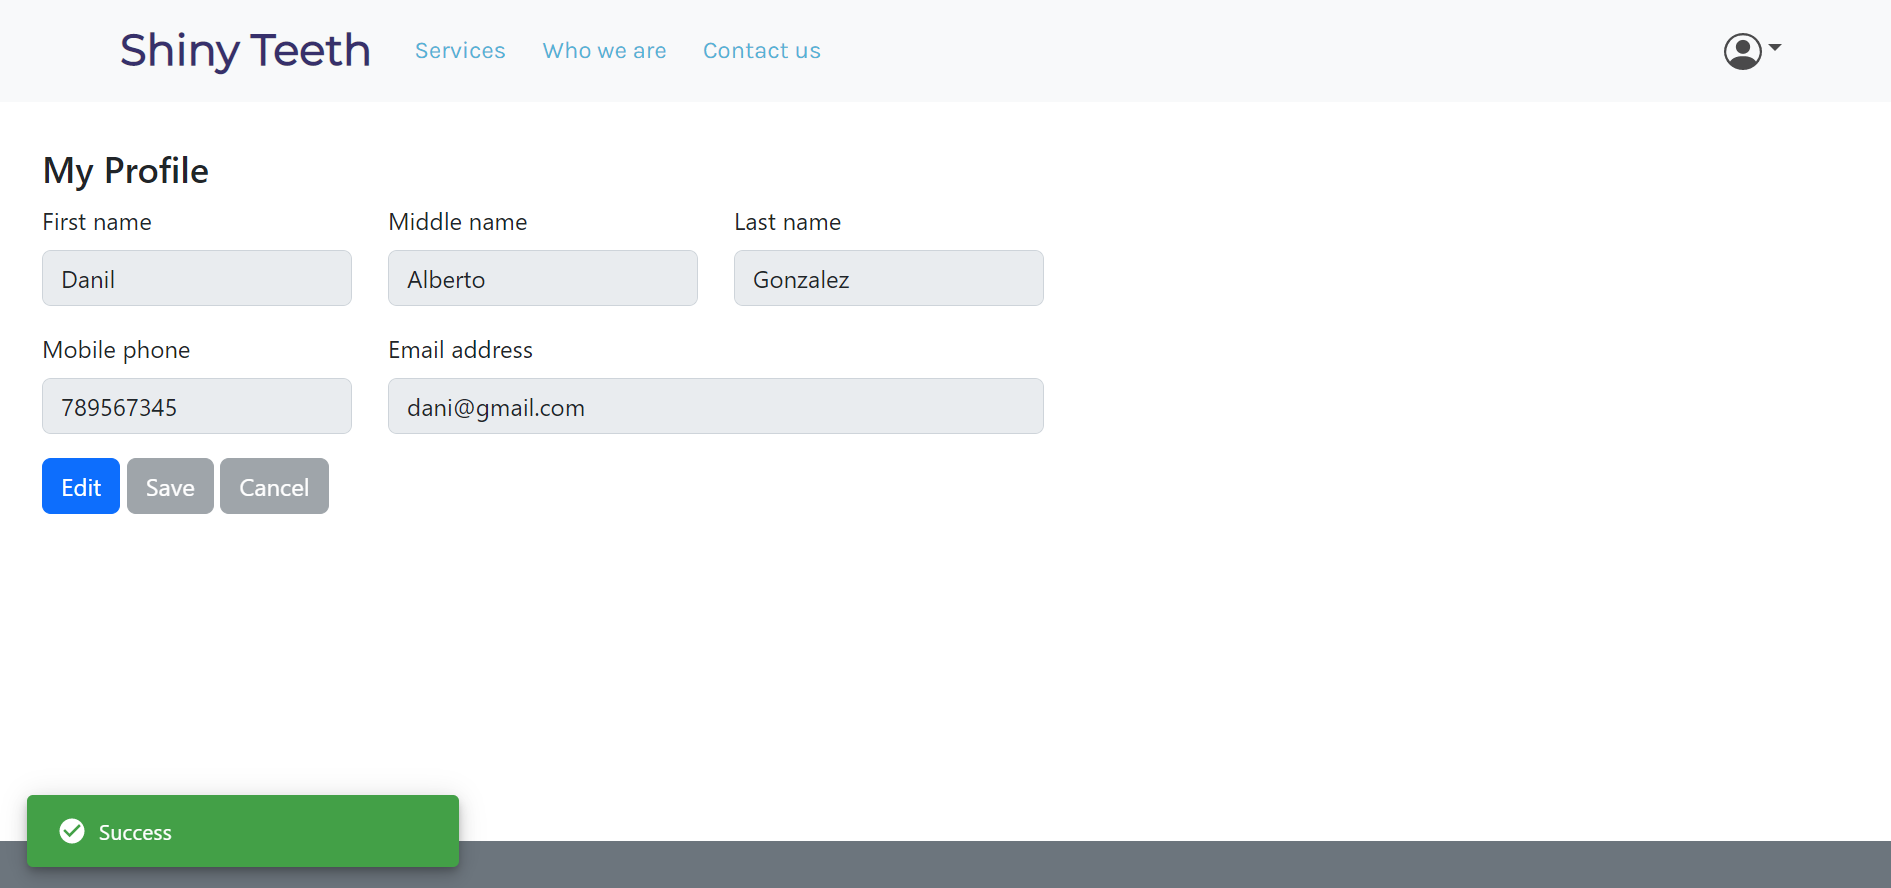 Shiny Teeth Services Who we are Contact us
My Profile
First name Middle name Last name
Danil Alberto Gonzalez
Mobile phone Email address
789567345 dani@gmail.com
Edit Save Cancel
Success